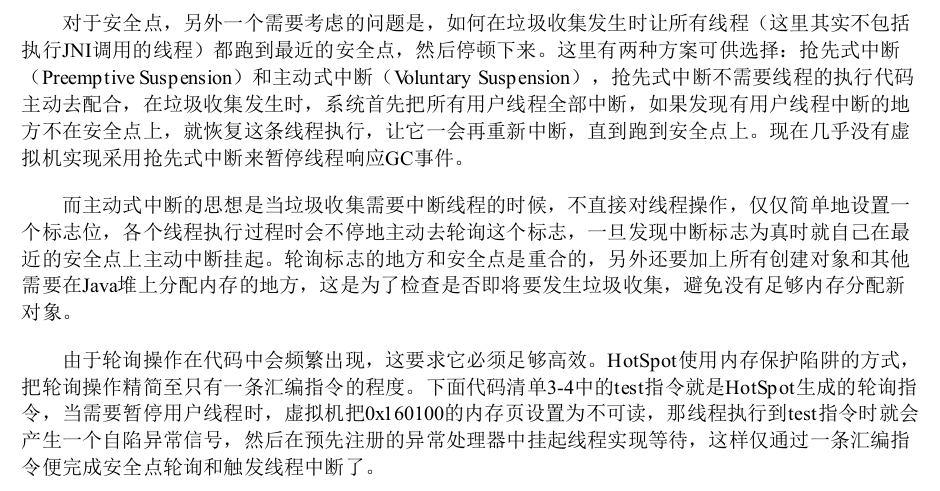 对于安全点，另外一个需要考虑的问题是，如何在垃圾收集发生时让所有线程（这里其实不包括
执行JNI调用的线程）都跑到最近的安全点，然后停顿下来。这里有两种方案可供选择：抢先式中断
（Preemptive Suspension）和主动式中断（Voluntary Suspension），抢先式中断不需要线程的执行代码
主动去配合，在垃圾收集发生时，系统首先把所有用户线程全部中断，如果发现有用户线程中断的地
方不在安全点上，就恢复这条线程执行，让它一会再重新中断，直到跑到安全点上。现在几乎没有虚
拟机实现采用抢先式中断来暂停线程响应GC事件。
而主动式中断的思想是当垃圾收集需要中断线程的时候，不直接对线程操作，仅仅简单地设置一
个标志位，各个线程执行过程时会不停地主动去轮询这个标志，一旦发现中断标志为真时就自己在最
近的安全点上主动中断挂起。轮询标志的地方和安全点是重合的，另外还要加上所有创建对象和其他
需要在Java堆上分配内存的地方，这是为了检查是否即将要发生垃圾收集，避免没有足够内存分配新
对象。
由于轮询操作在代码中会频繁出现，这要求它必须足够高效。HotSpot使用内存保护陷阱的方式，
把轮询操作精简至只有一条汇编指令的程度。下面代码清单3-4中的test指令就是HotSpot生成的轮询指
令，当需要暂停用户线程时，虚拟机把0x160100的内存页设置为不可读，那线程执行到test指令时就会
产生一个自陷异常信号，然后在预先注册的异常处理器中挂起线程实现等待，这样仅通过一条汇编指
令便完成安全点轮询和触发线程中断了。